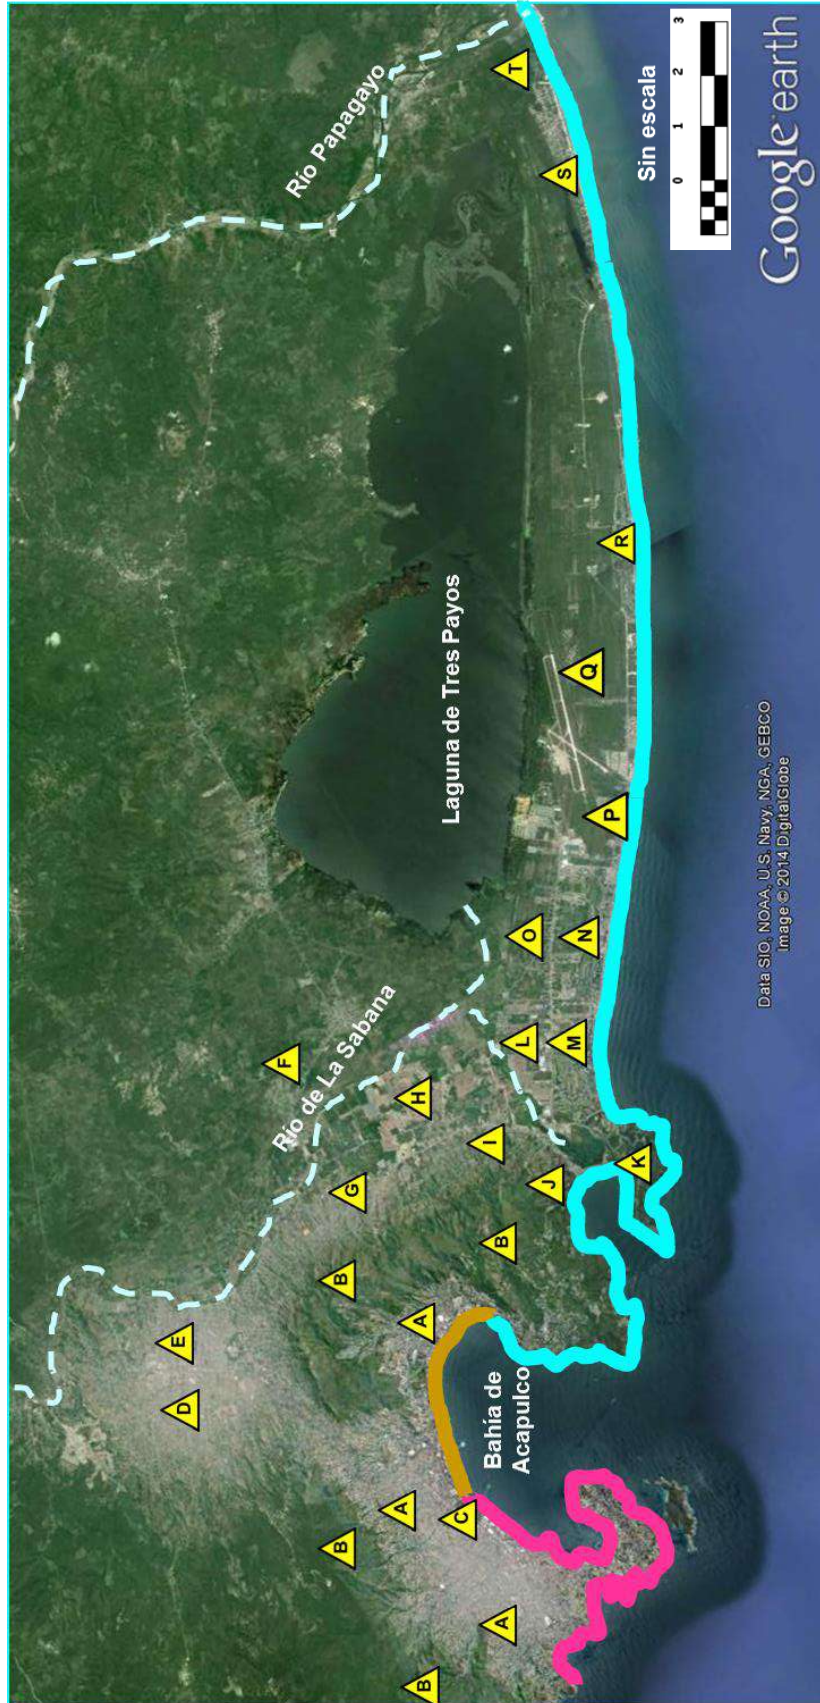 Río Papagayo
T
S
Sin escala
0 1 2 3
Google earth
Laguna de Tres Payos
R
Q
P
O
N
Río de La Sabana
F
L
M
H
I
G
J
K
B
B
A
E
D
Bahía de
Acapulco
A
C
B
A
B
Data SIO, NOAA, U.S. Navy, NGA, GEBCO
Image © 2014 DigitalGlobe